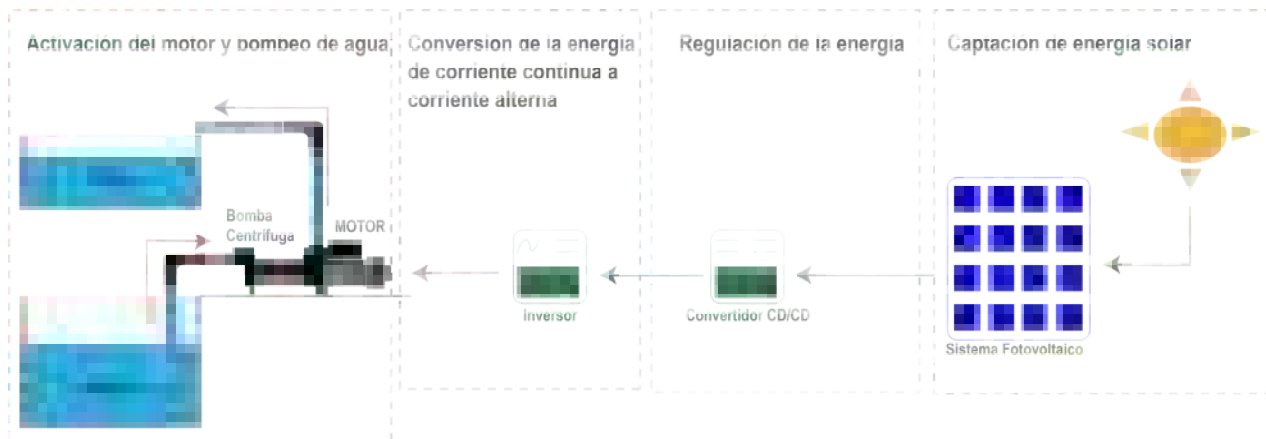 Activación del motor y bombeo de agua
Conversion de la energía
de corriente continua a
corriente alterna
Regulación de la energía
Captación de energía solar
Bomba
Centrífuga
MOTOR
Inversor
Convertidor CD/CD
Sistema Fotovoltaico